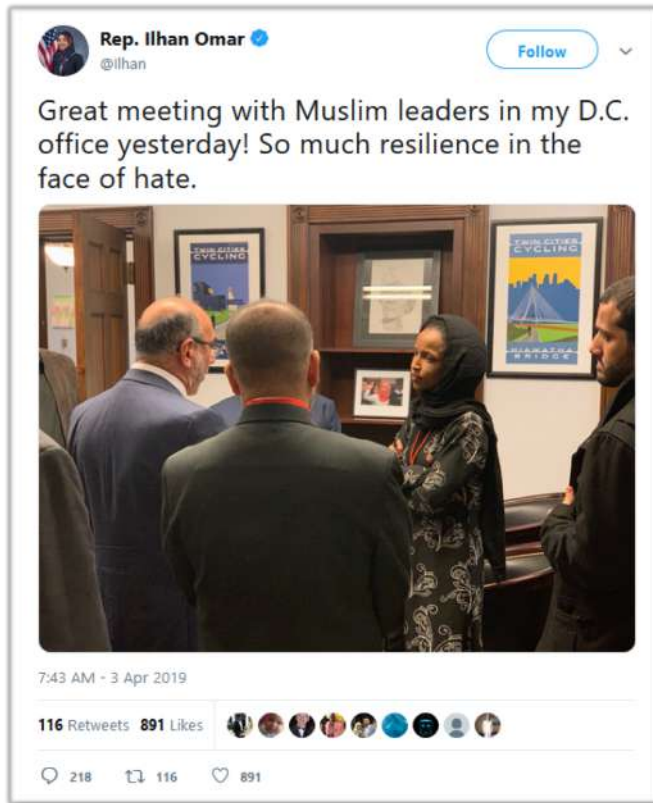 Rep. Ilhan Omar
@Ilhan
Follow
Great meeting with Muslim leaders in my D.C.
office yesterday! So much resilience in the
face of hate.
TWIN CITIES
CYCLING
TWIN CITIES
CYCLING
HIAWATHA
BRIDGE
7:43 AM - 3 Apr 2019
116 Retweets 891 Likes
218 116 891